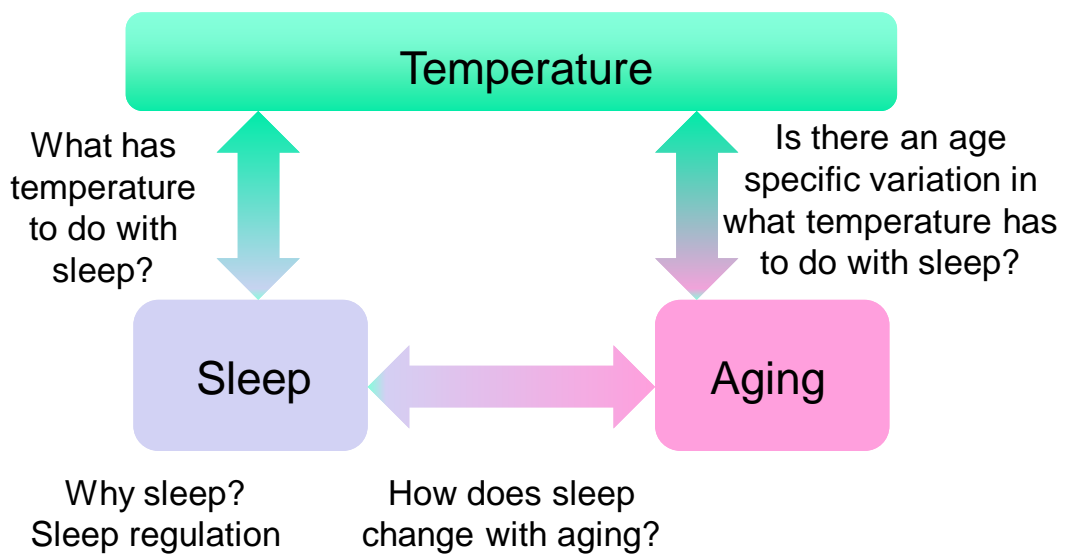 Temperature
What has
temperature
to do with
sleep?
Is there an age
specific variation in
what temperature has
to do with sleep?
Sleep
Aging
Why sleep?
Sleep regulation
How does sleep
change with aging?